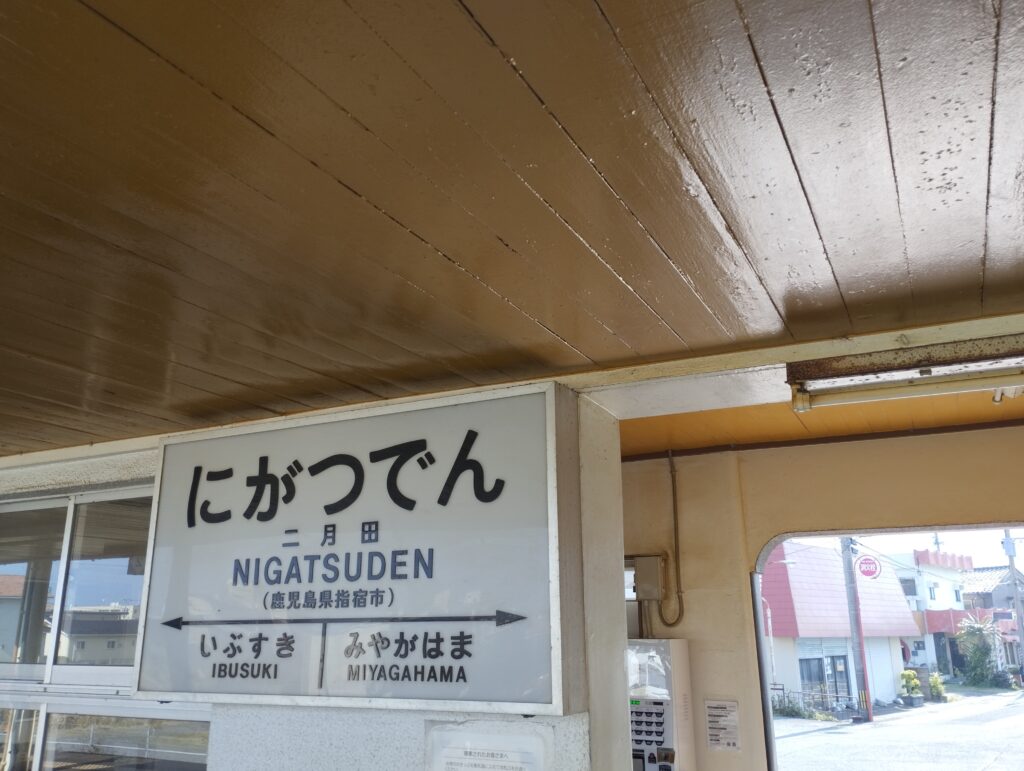 にがつでん
二月田
NIGATSUDEN
(鹿児島県指宿市)
いぶすき
IBUSUKI
みやがはま
MIYAGAHAMA